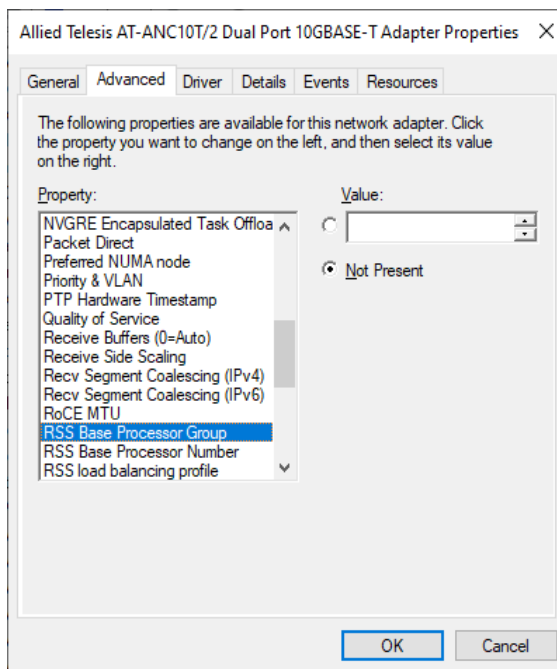 Allied Telesis AT-ANC10T/2 Dual Port 10GBASE-T Adapter Properties
General Advanced Driver Details Events Resources
The following properties are available for this network adapter. Click
the property you want to change on the left, and then select its value
on the right.
Property:
Value:
NVGRE Encapsulated Task Offloa
Packet Direct
Preferred NUMA node
Priority & VLAN
PTP Hardware Timestamp
Quality of Service
Receive Buffers (0=Auto)
Receive Side Scaling
Recv Segment Coalescing (IPv4)
Recv Segment Coalescing (IPv6)
RoCE MTU
RSS Base Processor Group
RSS Base Processor Number
RSS load balancing profile
Not Present
OK Cancel